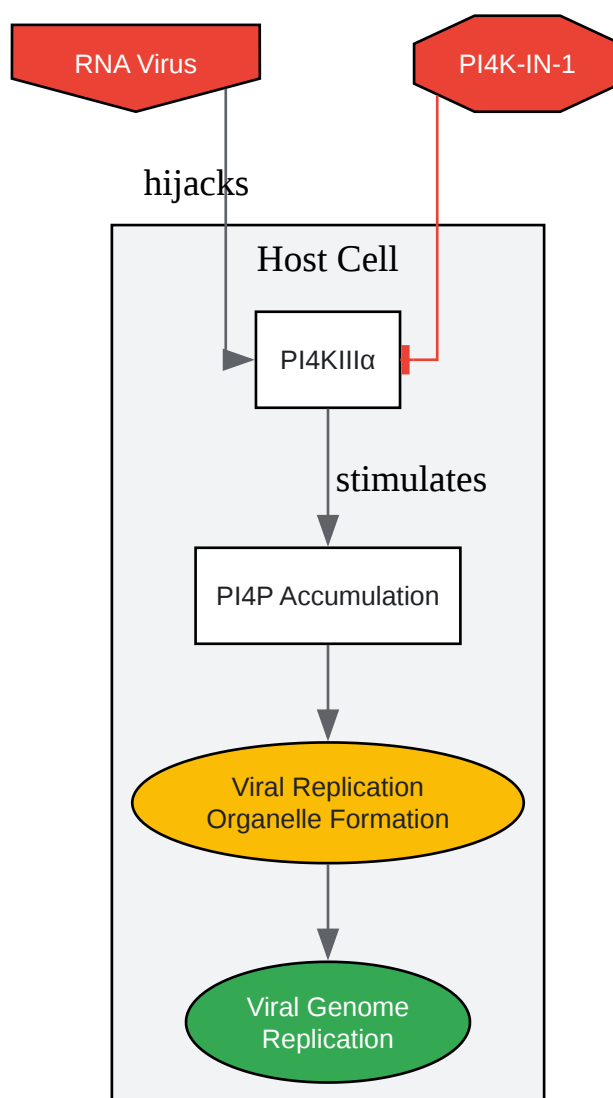 RNA Virus
PI4K-IN-1
hijacks
Host Cell
PI4KIIIα
stimulates
PI4P Accumulation
Viral Replication
Organelle Formation
Viral Genome
Replication